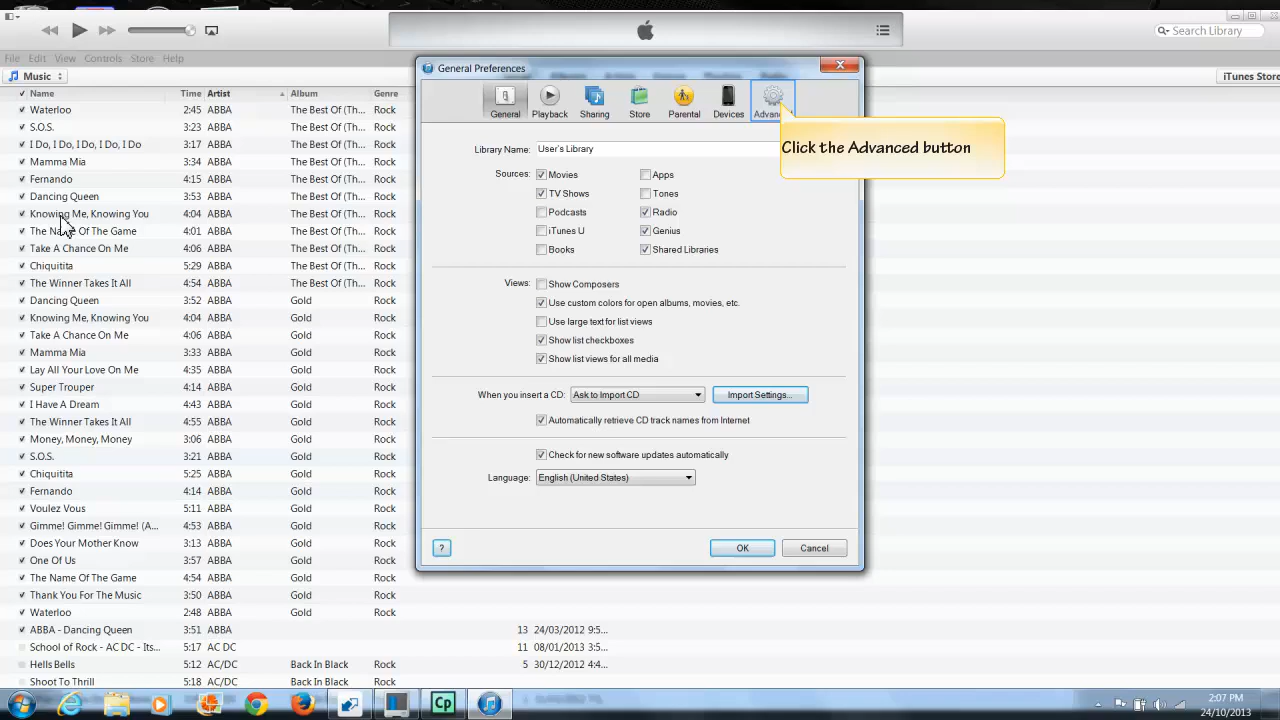 Search Library
File Edit View Controls Store Help
Music
iTunes Store
Name Time Artist Album Genre
Waterloo 2:45 ABBA The Best Of (Th... Rock
S.O.S. 3:23 ABBA The Best Of (Th... Rock
I Do, I Do, I Do, I Do, I Do 3:17 ABBA The Best Of (Th... Rock
Mamma Mia 3:34 ABBA The Best Of (Th... Rock
Fernando 4:15 ABBA The Best Of (Th... Rock
Dancing Queen 3:53 ABBA The Best Of (Th... Rock
Knowing Me, Knowing You 4:04 ABBA The Best Of (Th... Rock
The Name Of The Game 4:01 ABBA The Best Of (Th... Rock
Take A Chance On Me 4:06 ABBA The Best Of (Th... Rock
Chiquitita 5:29 ABBA The Best Of (Th... Rock
The Winner Takes It All 4:54 ABBA The Best Of (Th... Rock
Dancing Queen 3:52 ABBA Gold Rock
Knowing Me, Knowing You 4:04 ABBA Gold Rock
Take A Chance On Me 4:06 ABBA Gold Rock
Mamma Mia 3:33 ABBA Gold Rock
Lay All Your Love On Me 4:35 ABBA Gold Rock
Super Trouper 4:14 ABBA Gold Rock
I Have A Dream 4:43 ABBA Gold Rock
The Winner Takes It All 4:55 ABBA Gold Rock
Money, Money, Money 3:06 ABBA Gold Rock
S.O.S. 3:21 ABBA Gold Rock
Chiquitita 5:25 ABBA Gold Rock
Fernando 4:14 ABBA Gold Rock
Voulez Vous 5:11 ABBA Gold Rock
Gimme! Gimme! Gimme! (A... 4:53 ABBA Gold Rock
Does Your Mother Know 3:13 ABBA Gold Rock
One Of Us 3:57 ABBA Gold Rock
The Name Of The Game 4:54 ABBA Gold Rock
Thank You For The Music 3:50 ABBA Gold Rock
Waterloo 2:48 ABBA Gold Rock
ABBA - Dancing Queen 3:51 ABBA 13 24/03/2012 9:5...
School of Rock - AC DC - Its... 5:17 AC DC 11 08/01/2013 3:5...
Hells Bells 5:12 AC/DC Back In Black Rock 5 30/12/2012 4:4...
Shoot To Thrill 5:18 AC/DC Back In Black Rock
General Preferences
General Playback Sharing Store Parental Devices
Click the Advanced button
Library Name: User's Library
Sources: Movies Apps
TV Shows Tones
Podcasts Radio
iTunes U Genius
Books Shared Libraries
Views: Show Composers
Use custom colors for open albums, movies, etc.
Use large text for list views
Show list checkboxes
Show list views for all media
When you insert a CD: Ask to Import CD Import Settings...
Automatically retrieve CD track names from Internet
Check for new software updates automatically
Language: English (United States)
? OK Cancel
Cp
2:07 PM
24/10/2013